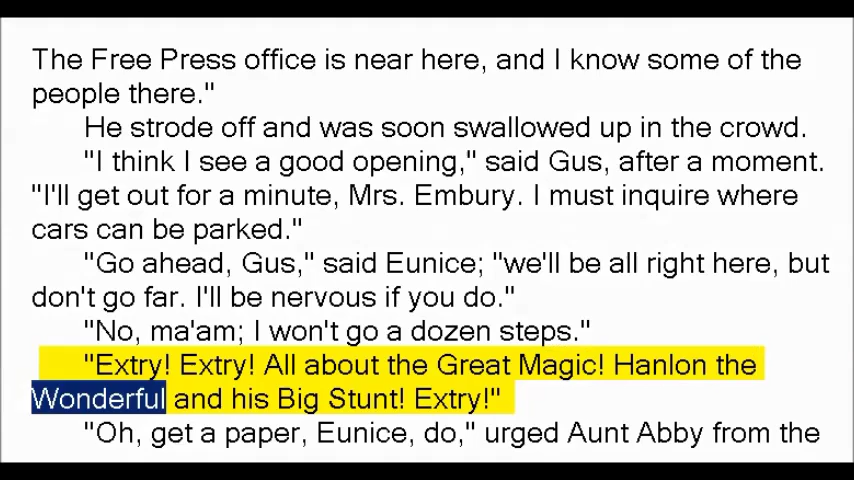 The Free Press office is near here, and I know some of the
people there."
He strode off and was soon swallowed up in the crowd.
"I think I see a good opening," said Gus, after a moment.
"I'll get out for a minute, Mrs. Embury. I must inquire where
cars can be parked."
"Go ahead, Gus," said Eunice; "we'll be all right here, but
don't go far. I'll be nervous if you do."
"No, ma'am; I won't go a dozen steps."
"Extry! Extry! All about the Great Magic! Hanlon the
Wonderful and his Big Stunt! Extry!"
"Oh, get a paper, Eunice, do," urged Aunt Abby from the